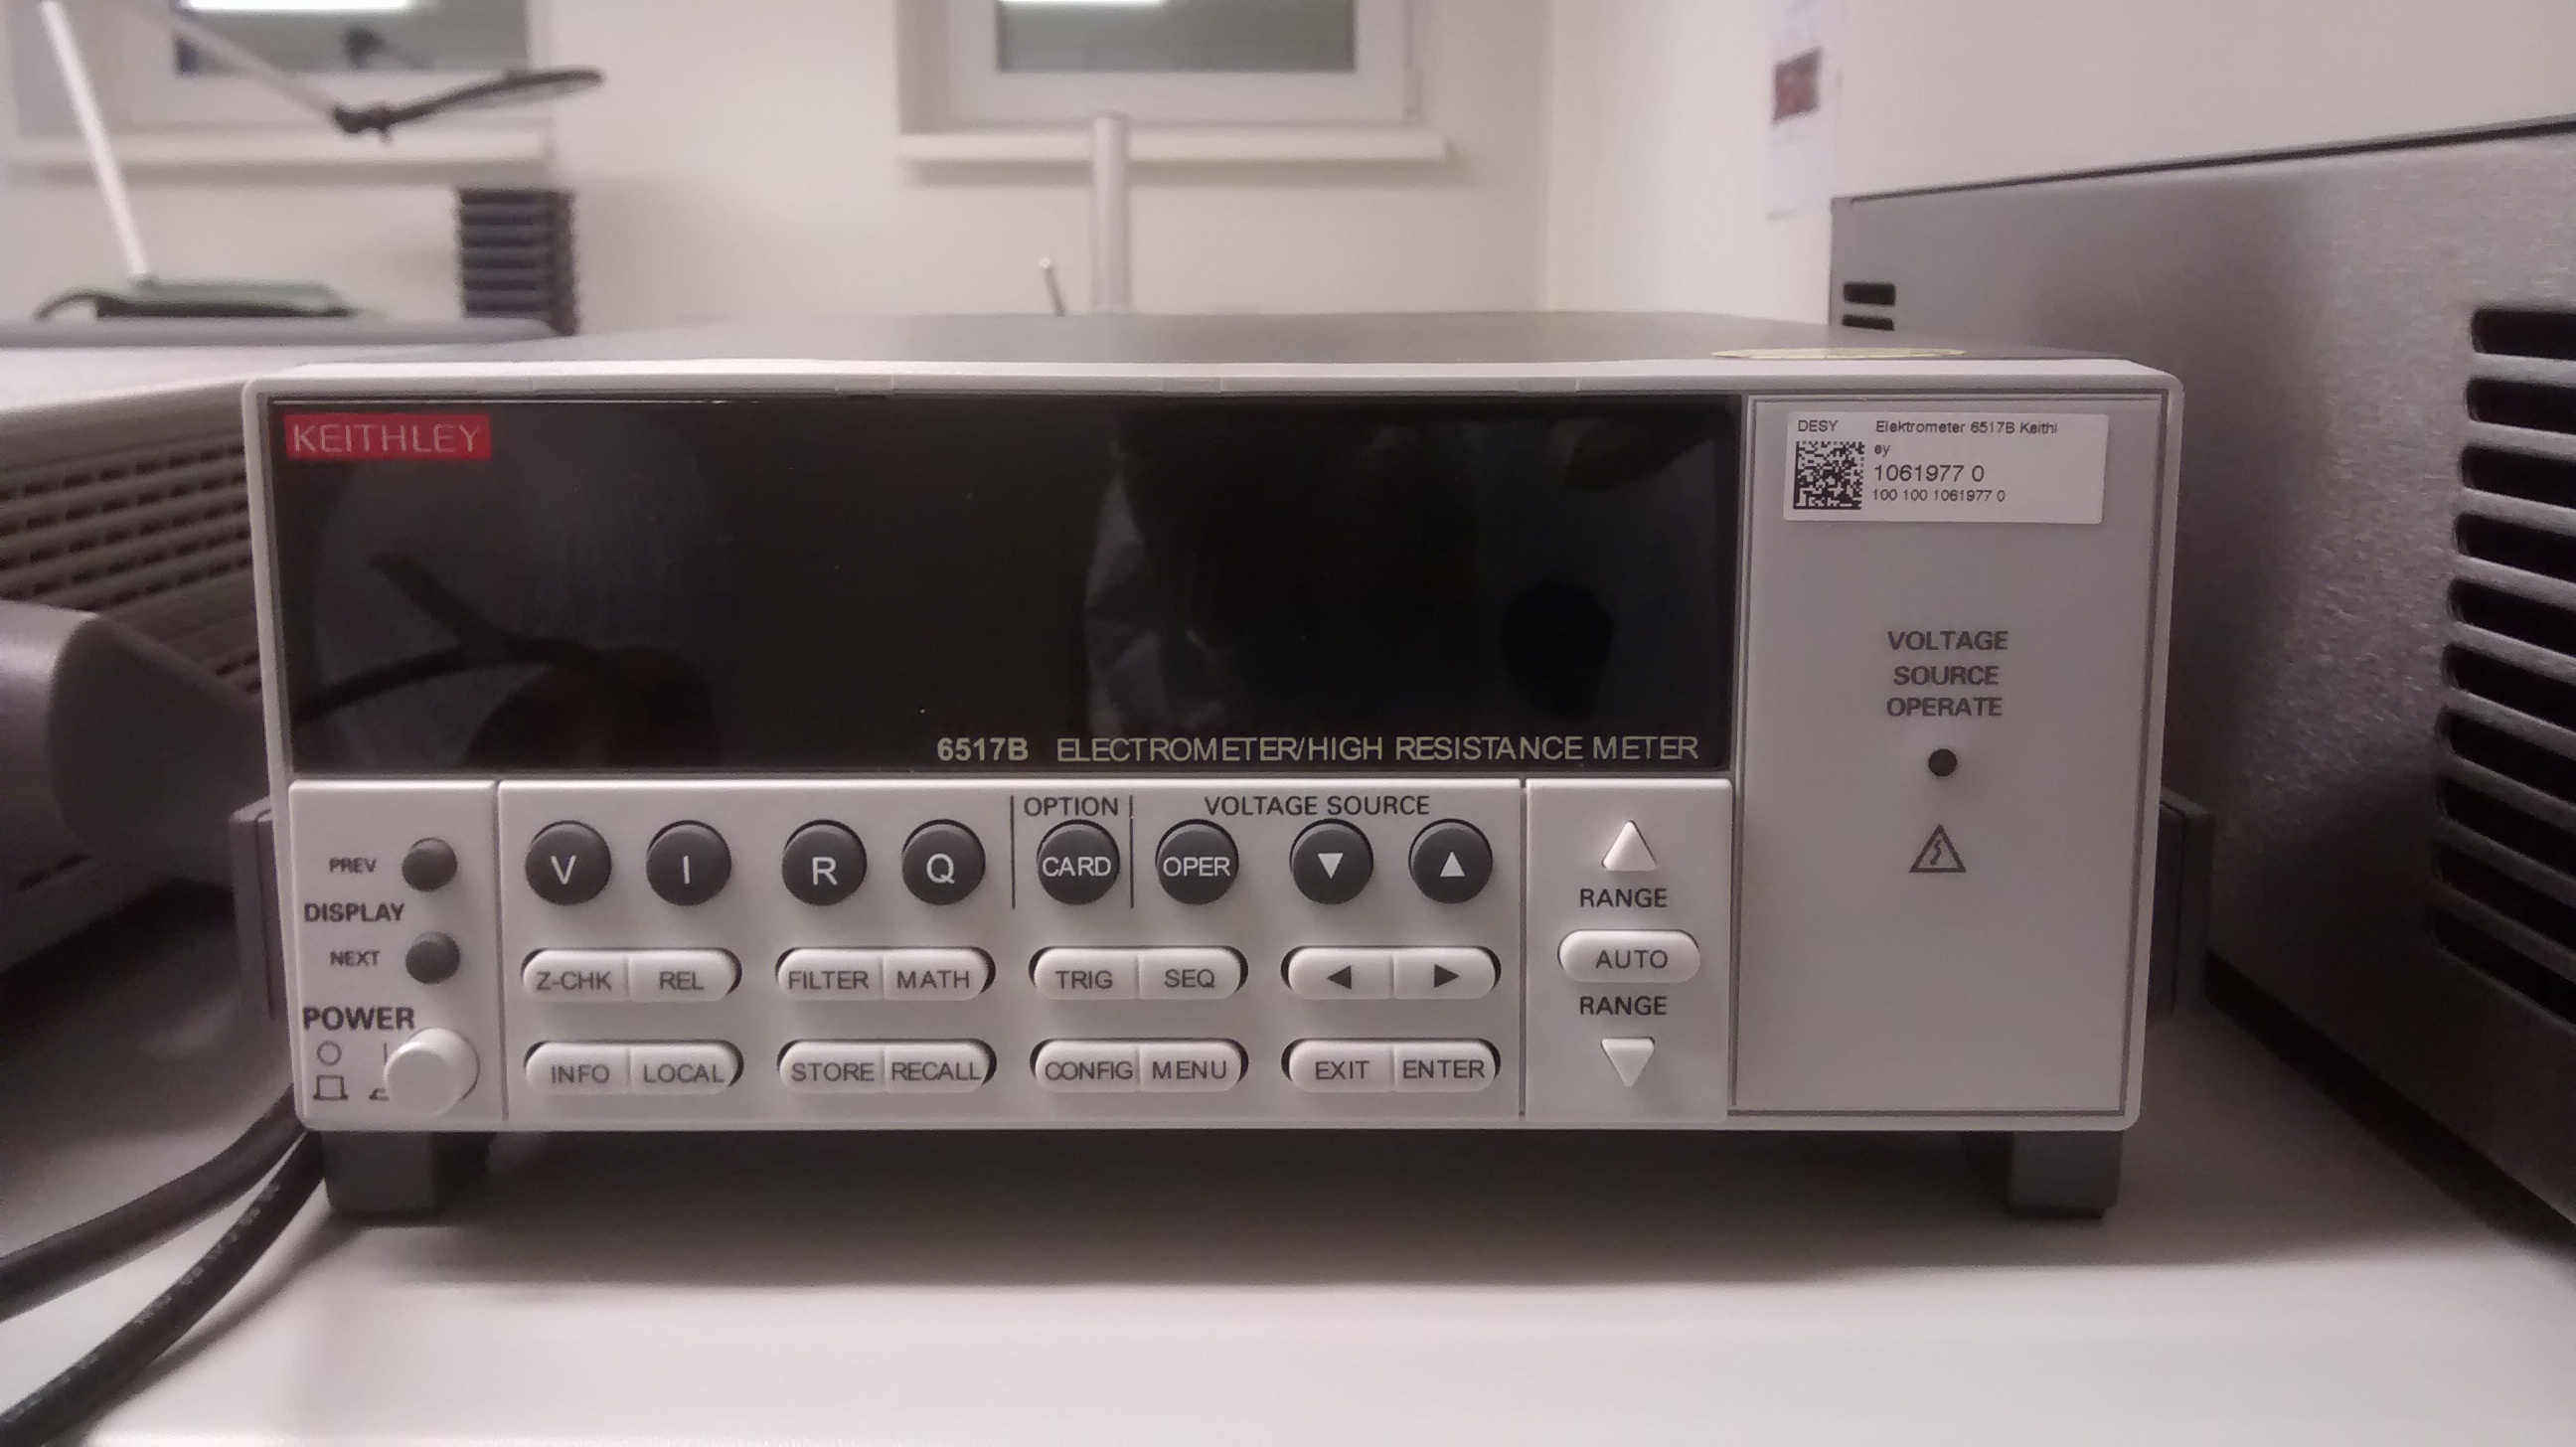 KEITHLEY
6517B ELECTROMETER/HIGH RESISTANCE METER
DESY Elektrometer 6517B Keithl
ey
1061977 0
100 100 1061977 0
VOLTAGE
SOURCE
OPERATE
PREV
DISPLAY
NEXT
POWER
OPTION VOLTAGE SOURCE
V I R Q CARD OPER ▼ ▲
Z-CHK REL FILTER MATH TRIG SEQ ◀ ▶
INFO LOCAL STORE RECALL CONFIG MENU EXIT ENTER
RANGE
AUTO
RANGE